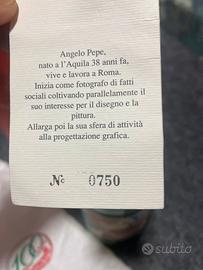 Angelo Pepe,
nato a l'Aquila 38 anni fa,
vive e lavora a Roma.
Inizia come fotografo di fatti
sociali coltivando parallelamente il
suo interesse per il disegno e la
pittura.
Allarga poi la sua sfera di attività
alla progettazione grafica.
Nº 0750
100
subito